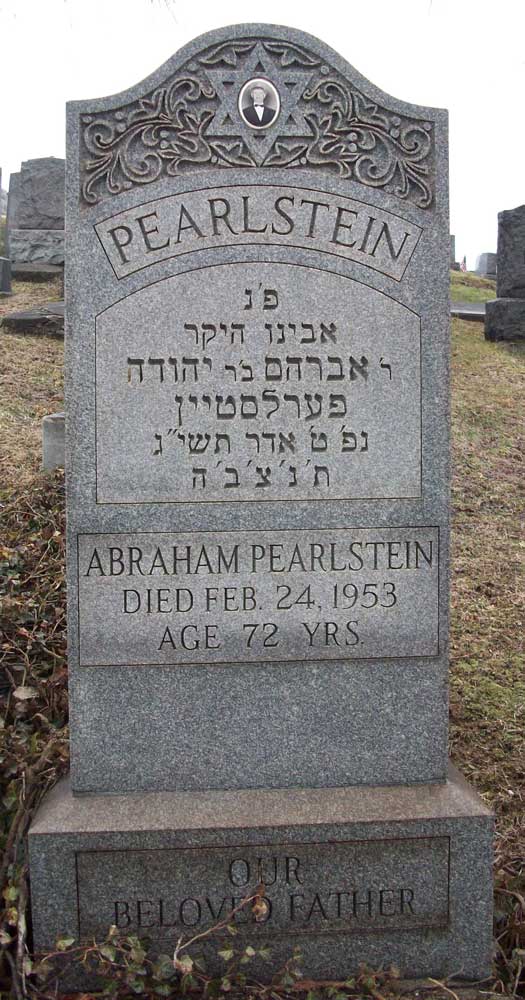 PEARLSTEIN
פ'נ
אבינו היקר
ר' אברהם ב'ר יהודה
פערלסטיין
נפ' ט' אדר תשי"ג
ת'נ'צ'ב'ה
ABRAHAM PEARLSTEIN
DIED FEB. 24, 1953
AGE 72 YRS.
OUR
BELOVED FATHER